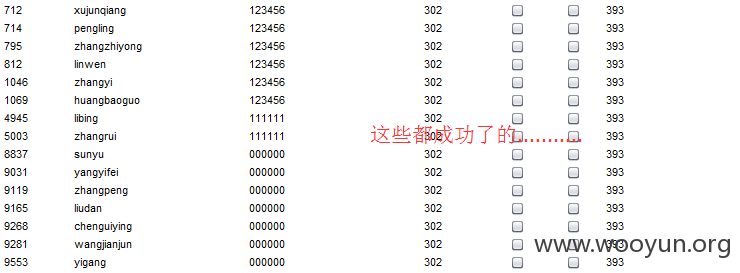 712 xujunqiang 123456 302 393
714 pengling 123456 302 393
795 zhangzhiyong 123456 302 393
812 linwen 123456 302 393
1046 zhangyi 123456 302 393
1069 huangbaoguo 123456 302 393
4945 libing 111111 302 393
5003 zhangrui 111111 302 393
这些都成功了的............
8837 sunyu 000000 302 393
9031 yangyifei 000000 302 393
9119 zhangpeng 000000 302 393
9165 liudan 000000 302 393
9268 chenguiying 000000 302 393
9281 wangjianjun 000000 302 393
www.wooyun.org
9553 yigang 000000 302 393